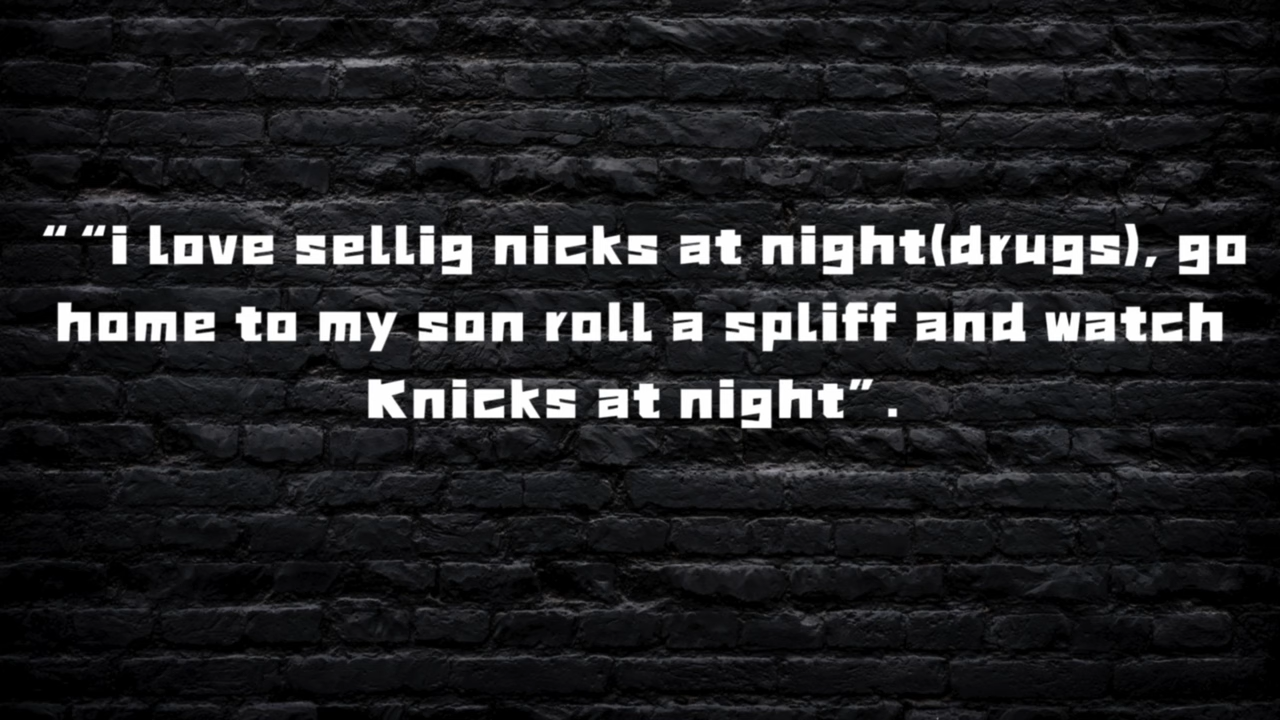 “ “i love sellig nicks at night(drugs), go
home to my son roll a spliff and watch
Knicks at night” .